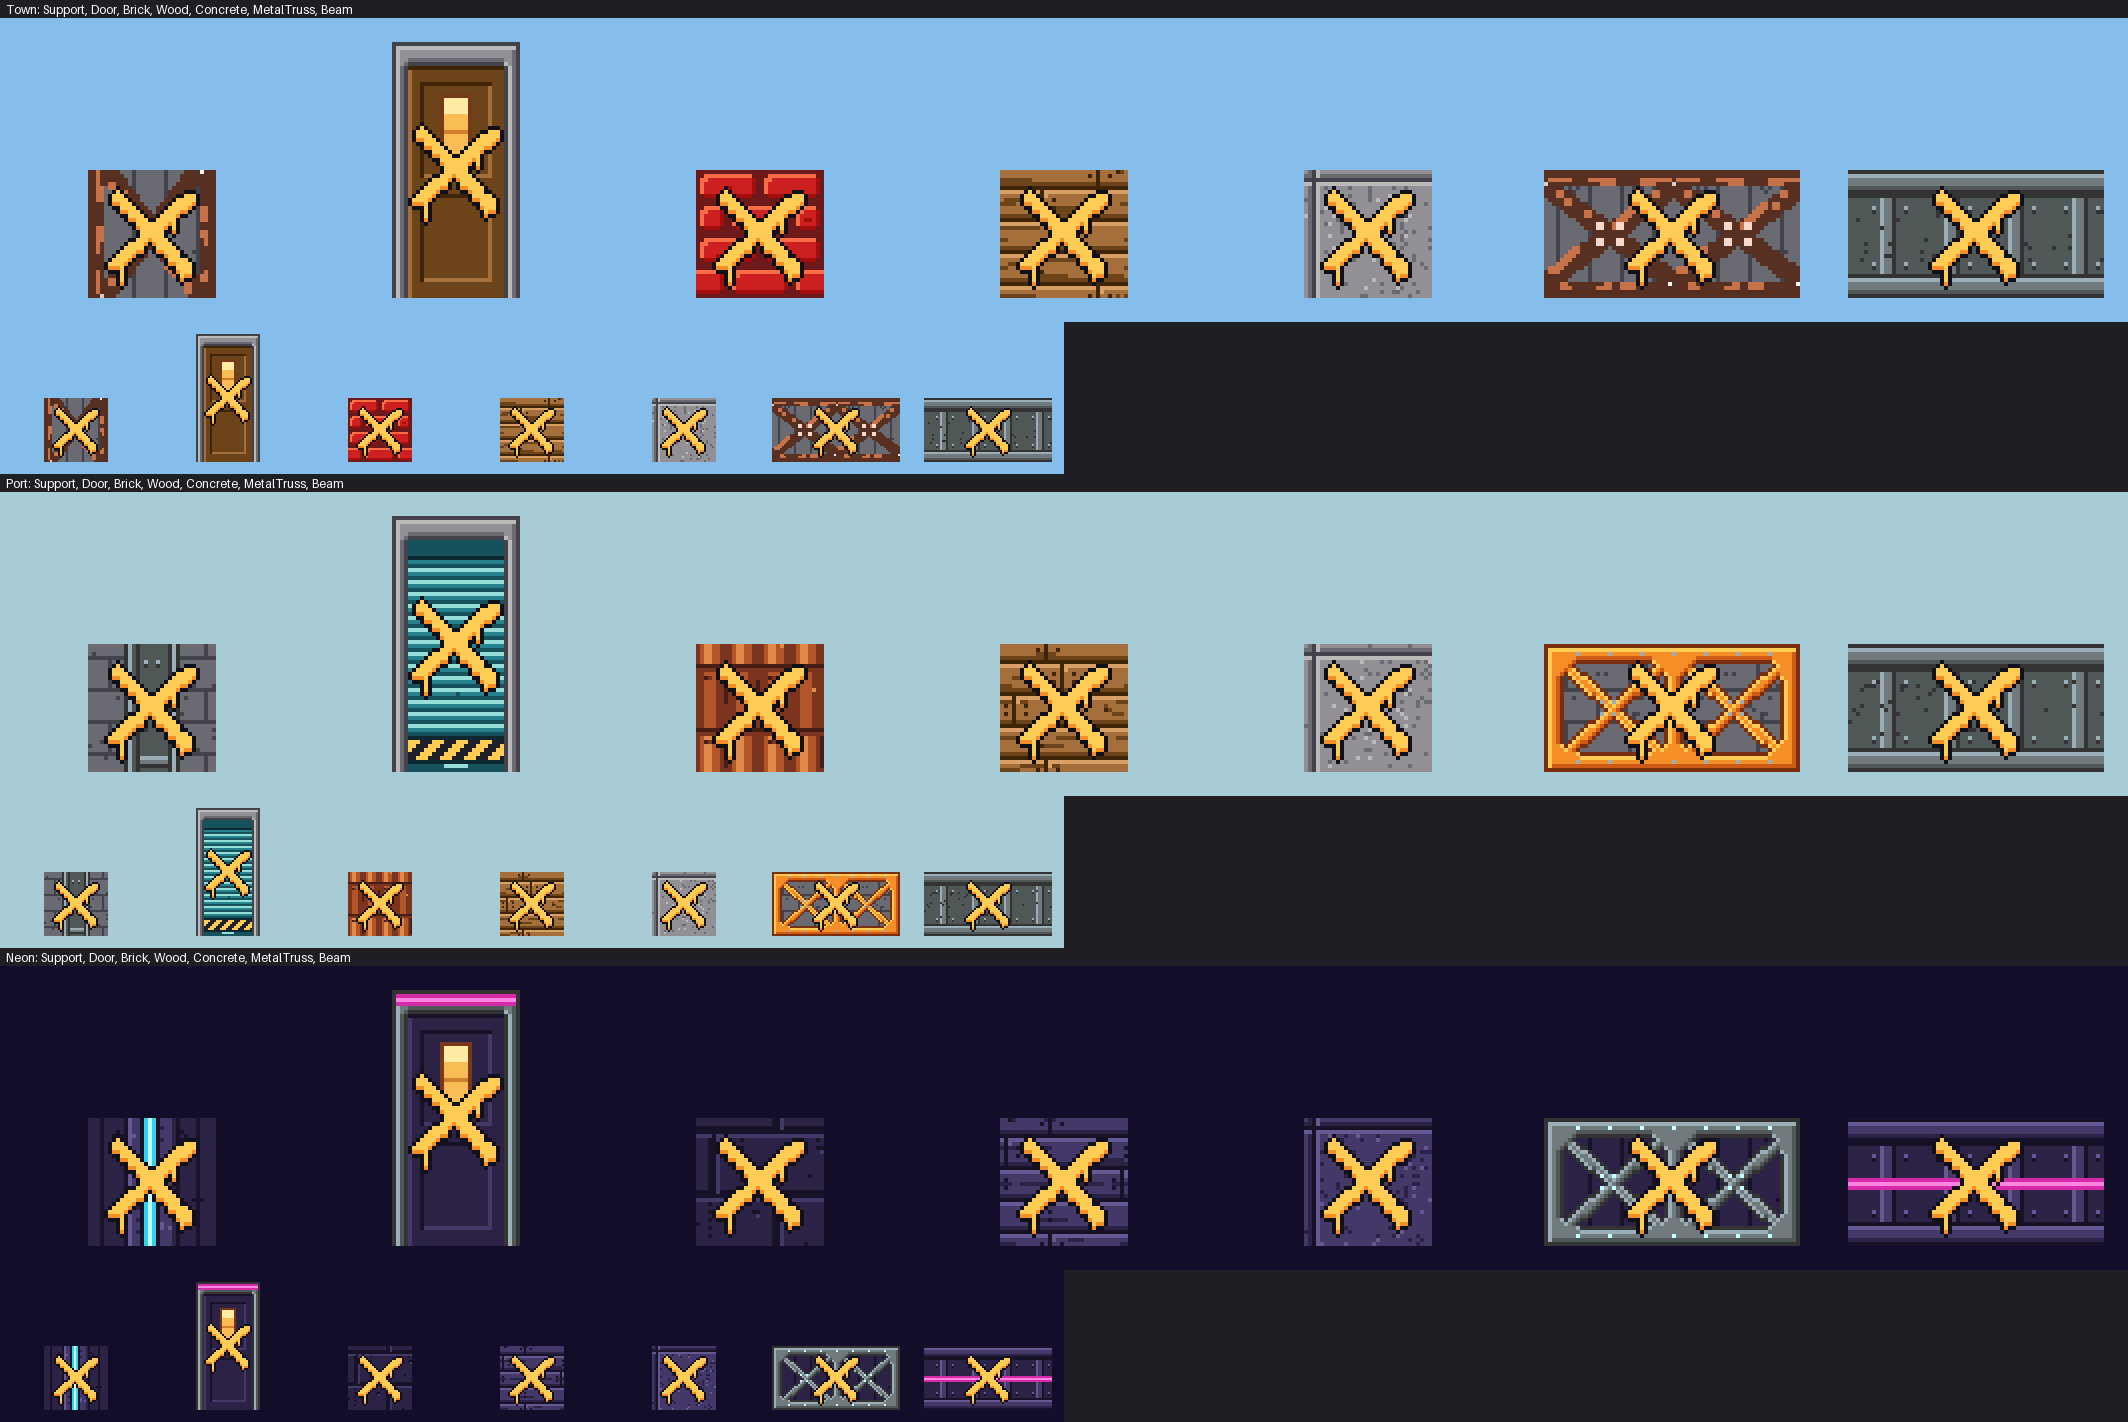 Town: Support, Door, Brick, Wood, Concrete, MetalTruss, Beam
Port: Support, Door, Brick, Wood, Concrete, MetalTruss, Beam
Neon: Support, Door, Brick, Wood, Concrete, MetalTruss, Beam